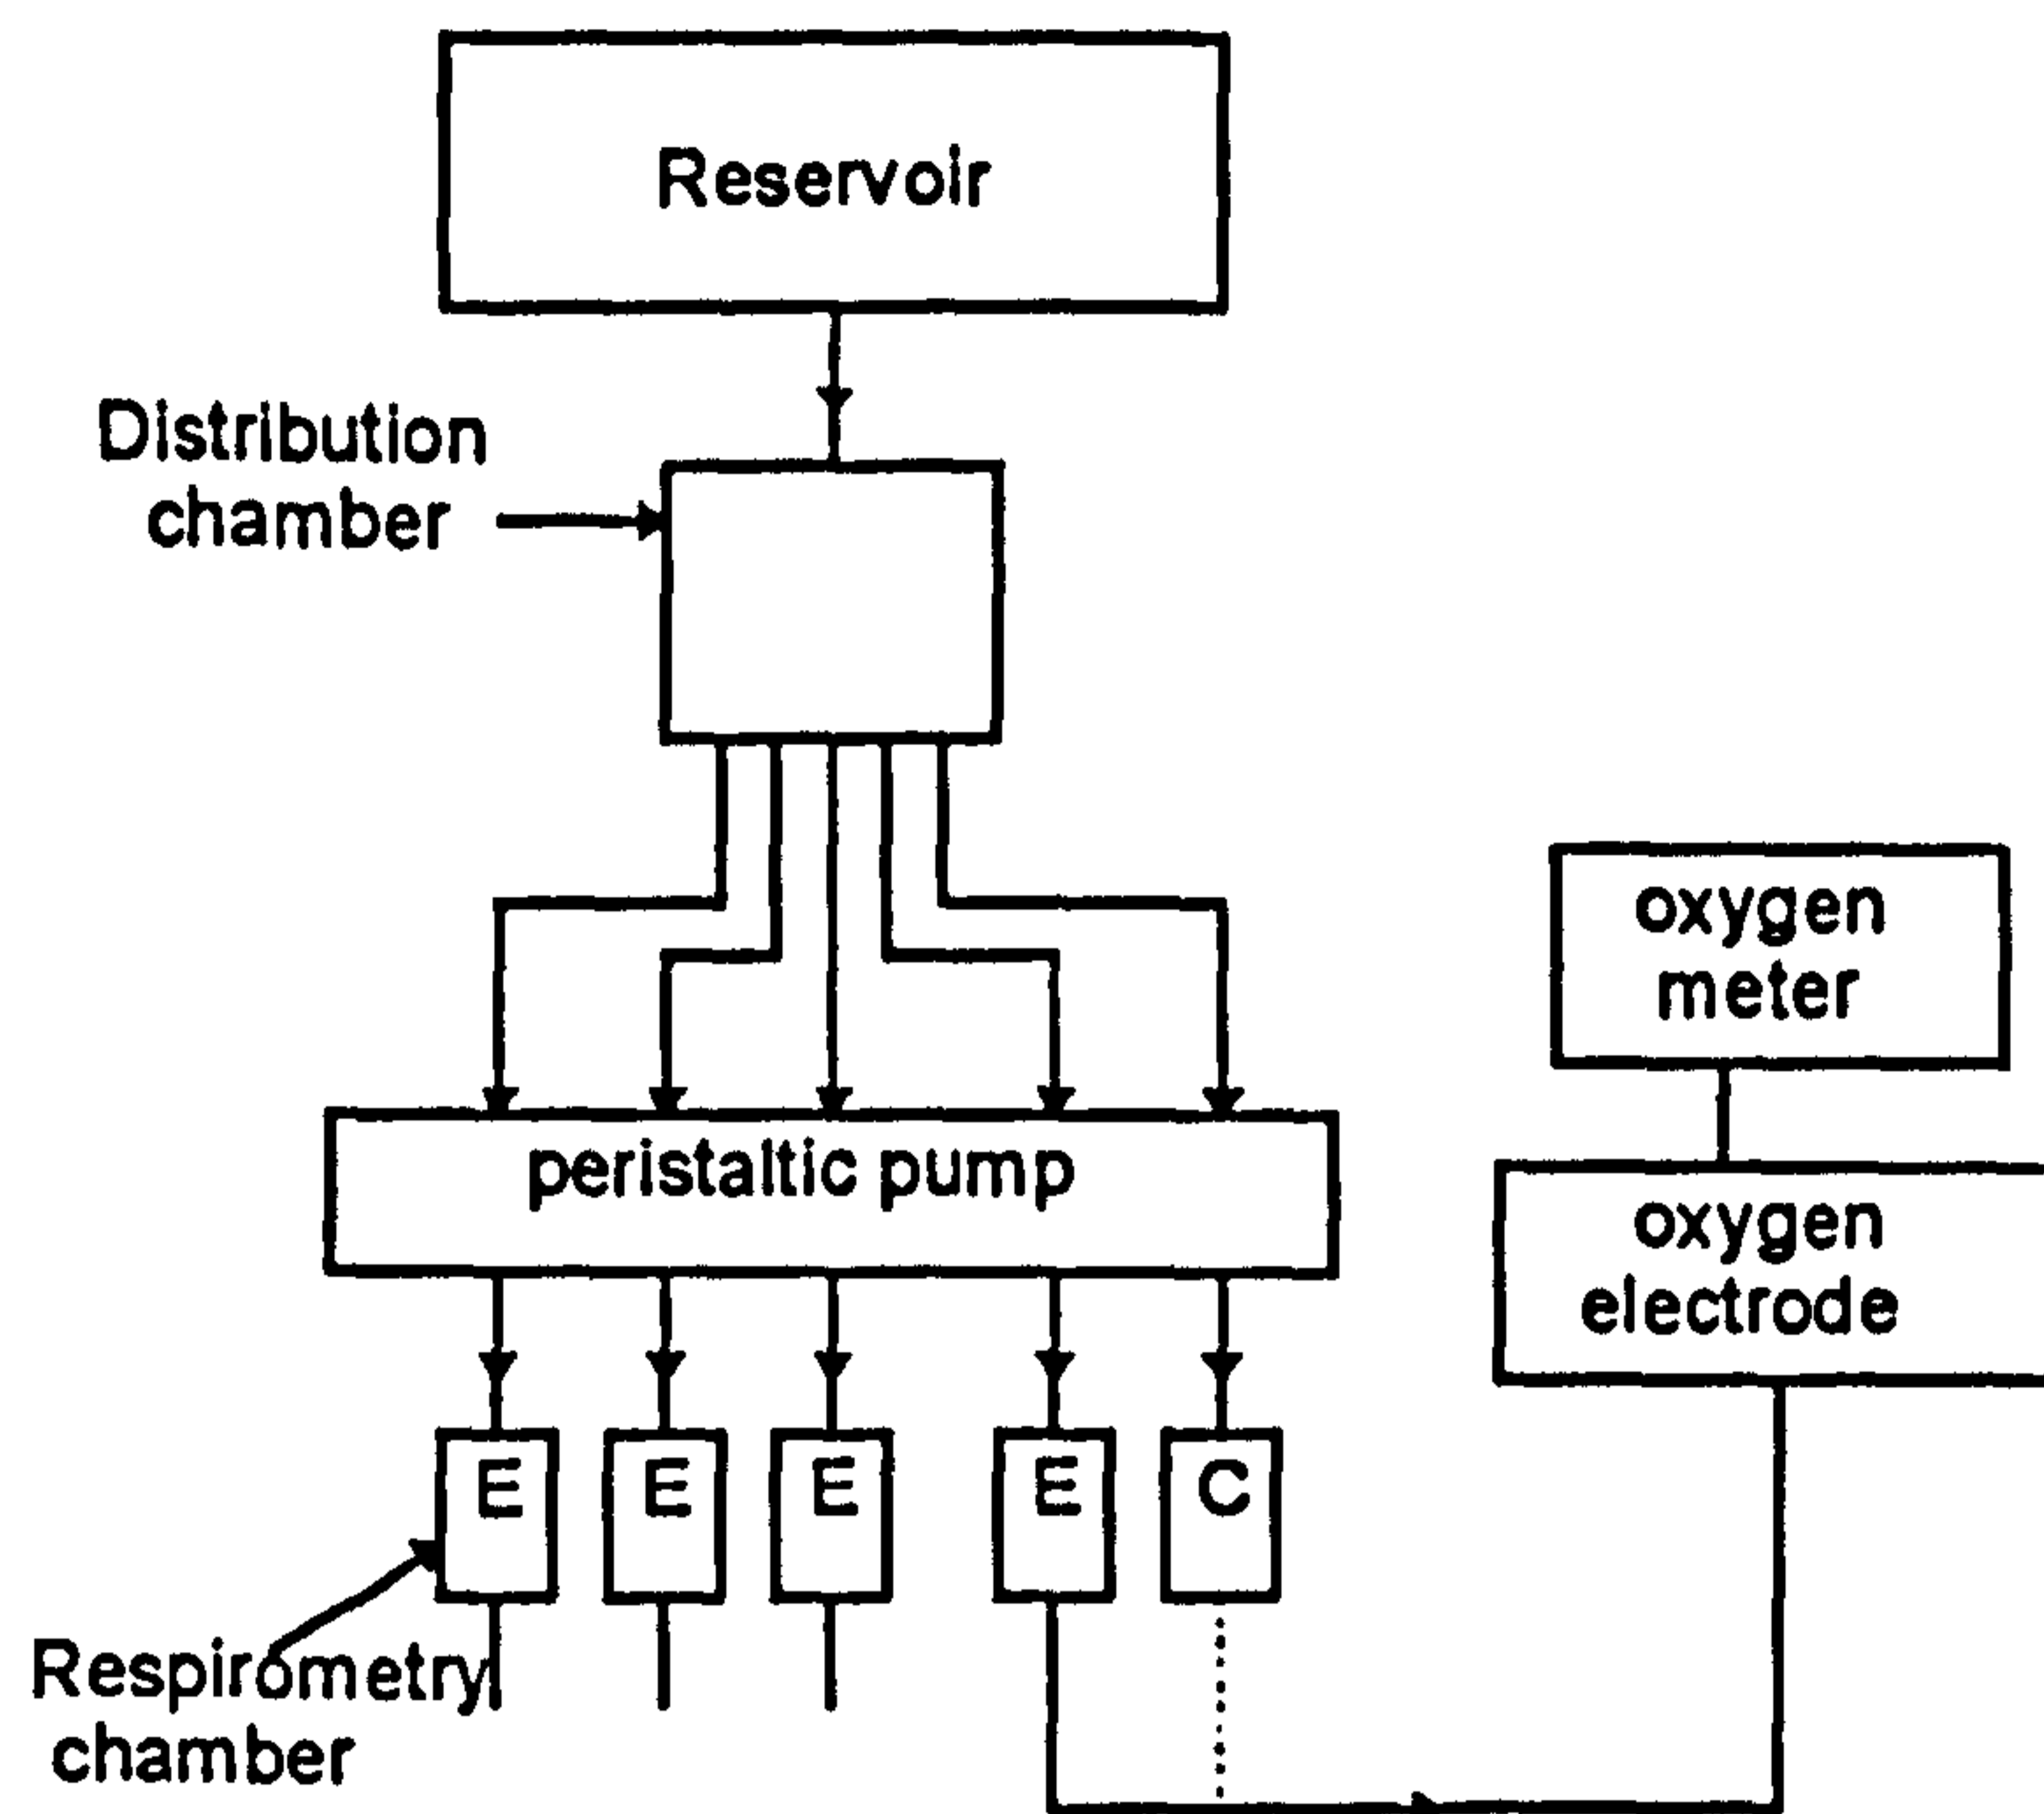 Reservoir
Distribution
chamber
oxygen
meter
peristaltic pump
oxygen
electrode
E E E E C
Respirometry
chamber